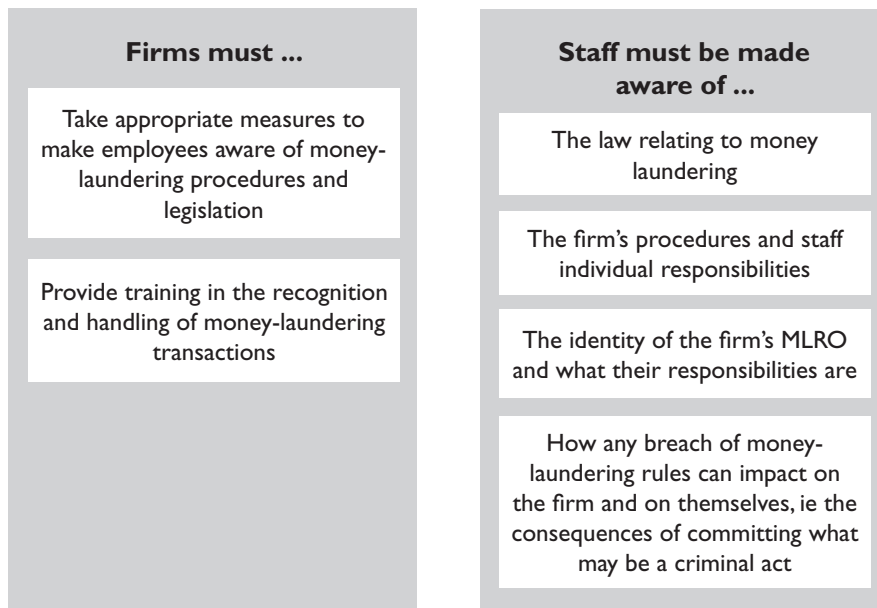 Firms must ...
Take appropriate measures to
make employees aware of money-
laundering procedures and
legislation
Provide training in the recognition
and handling of money-laundering
transactions
Staff must be made
aware of ...
The law relating to money
laundering
The firm’s procedures and staff
individual responsibilities
The identity of the firm’s MLRO
and what their responsibilities are
How any breach of money-
laundering rules can impact on
the firm and on themselves, ie the
consequences of committing what
may be a criminal act